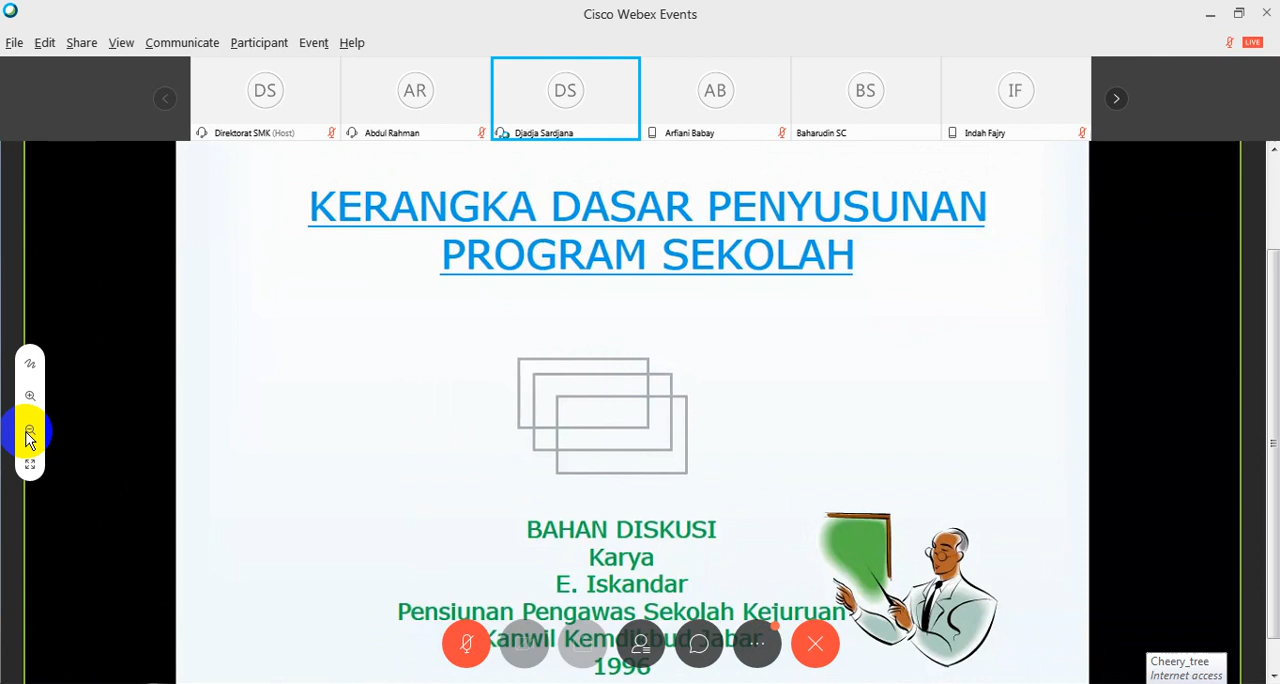 Cisco Webex Events
File Edit Share View Communicate Participant Event Help
LIVE
DS AR DS AB BS IF
Direktorat SMK (Host) Abdul Rahman Djadja Sardjana Arfiani Babay Baharudin SC Indah Fajry
KERANGKA DASAR PENYUSUNAN
PROGRAM SEKOLAH
BAHAN DISKUSI
Karya
E. Iskandar
Pensiunan Pengawas Sekolah Kejuruan
Kanwil Kemdikbud Jabar
1996
Cheery_tree
Internet access